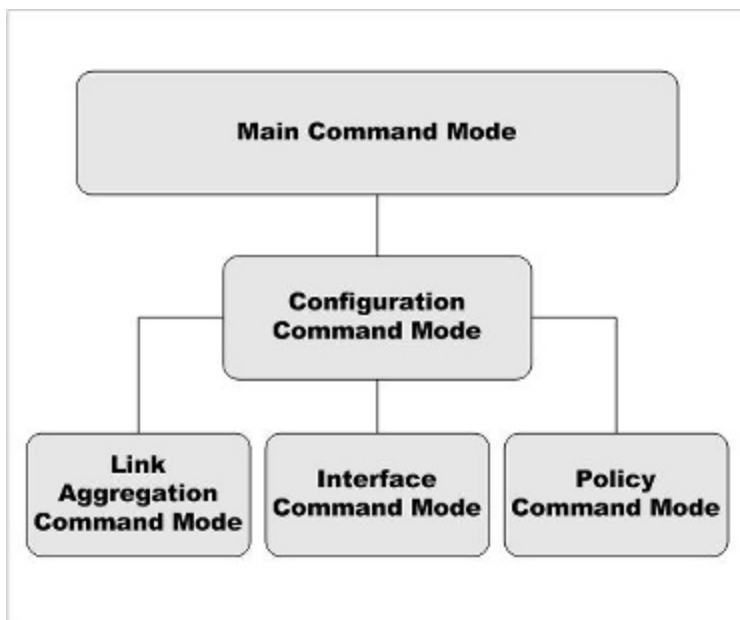 Main Command Mode
Configuration
Command Mode
Link
Aggregation
Command Mode
Interface
Command Mode
Policy
Command Mode